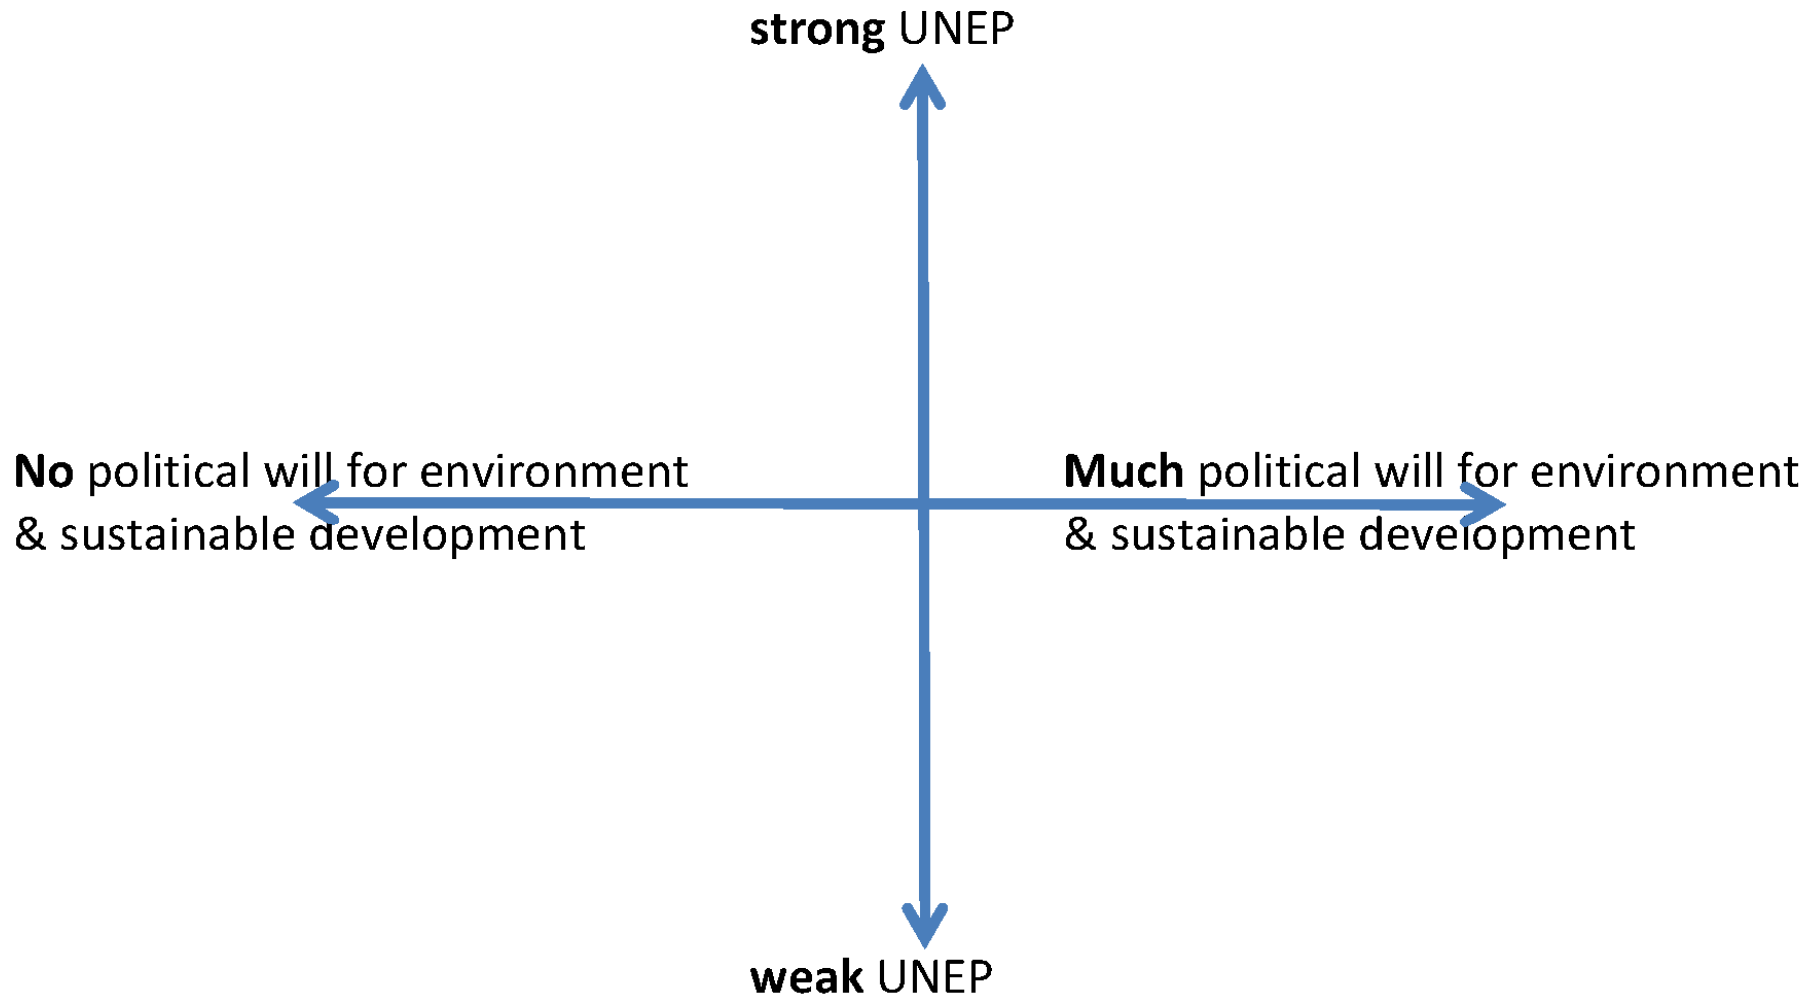 strong UNEP
No political will for environment
& sustainable development
Much political will for environment
& sustainable development
weak UNEP